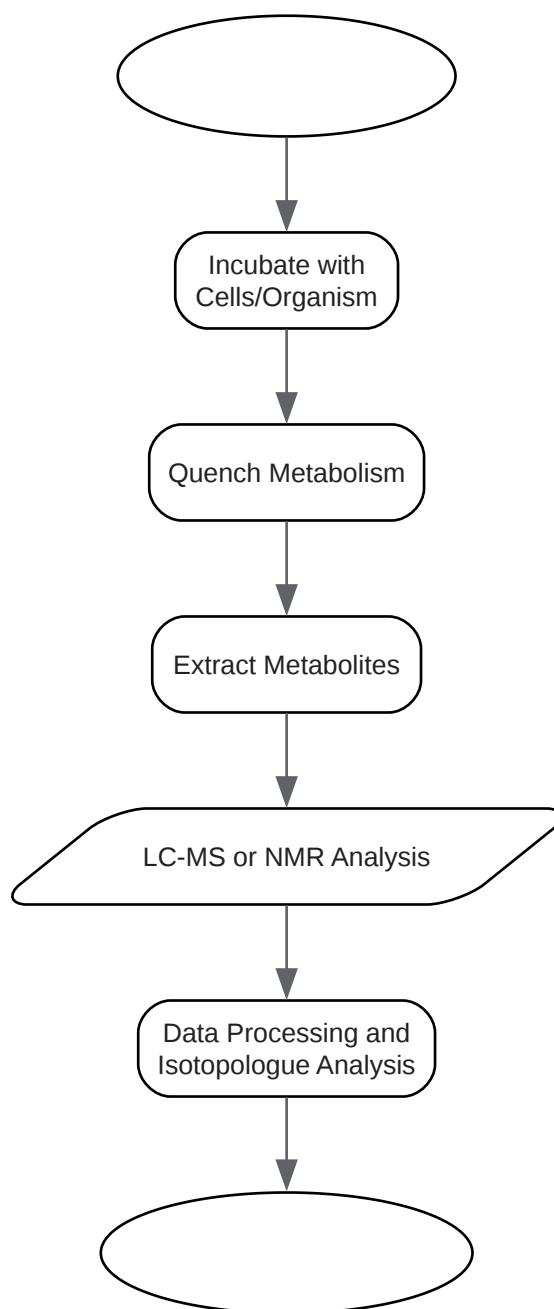 Incubate with
Cells/Organism
Quench Metabolism
Extract Metabolites
LC-MS or NMR Analysis
Data Processing and
Isotopologue Analysis